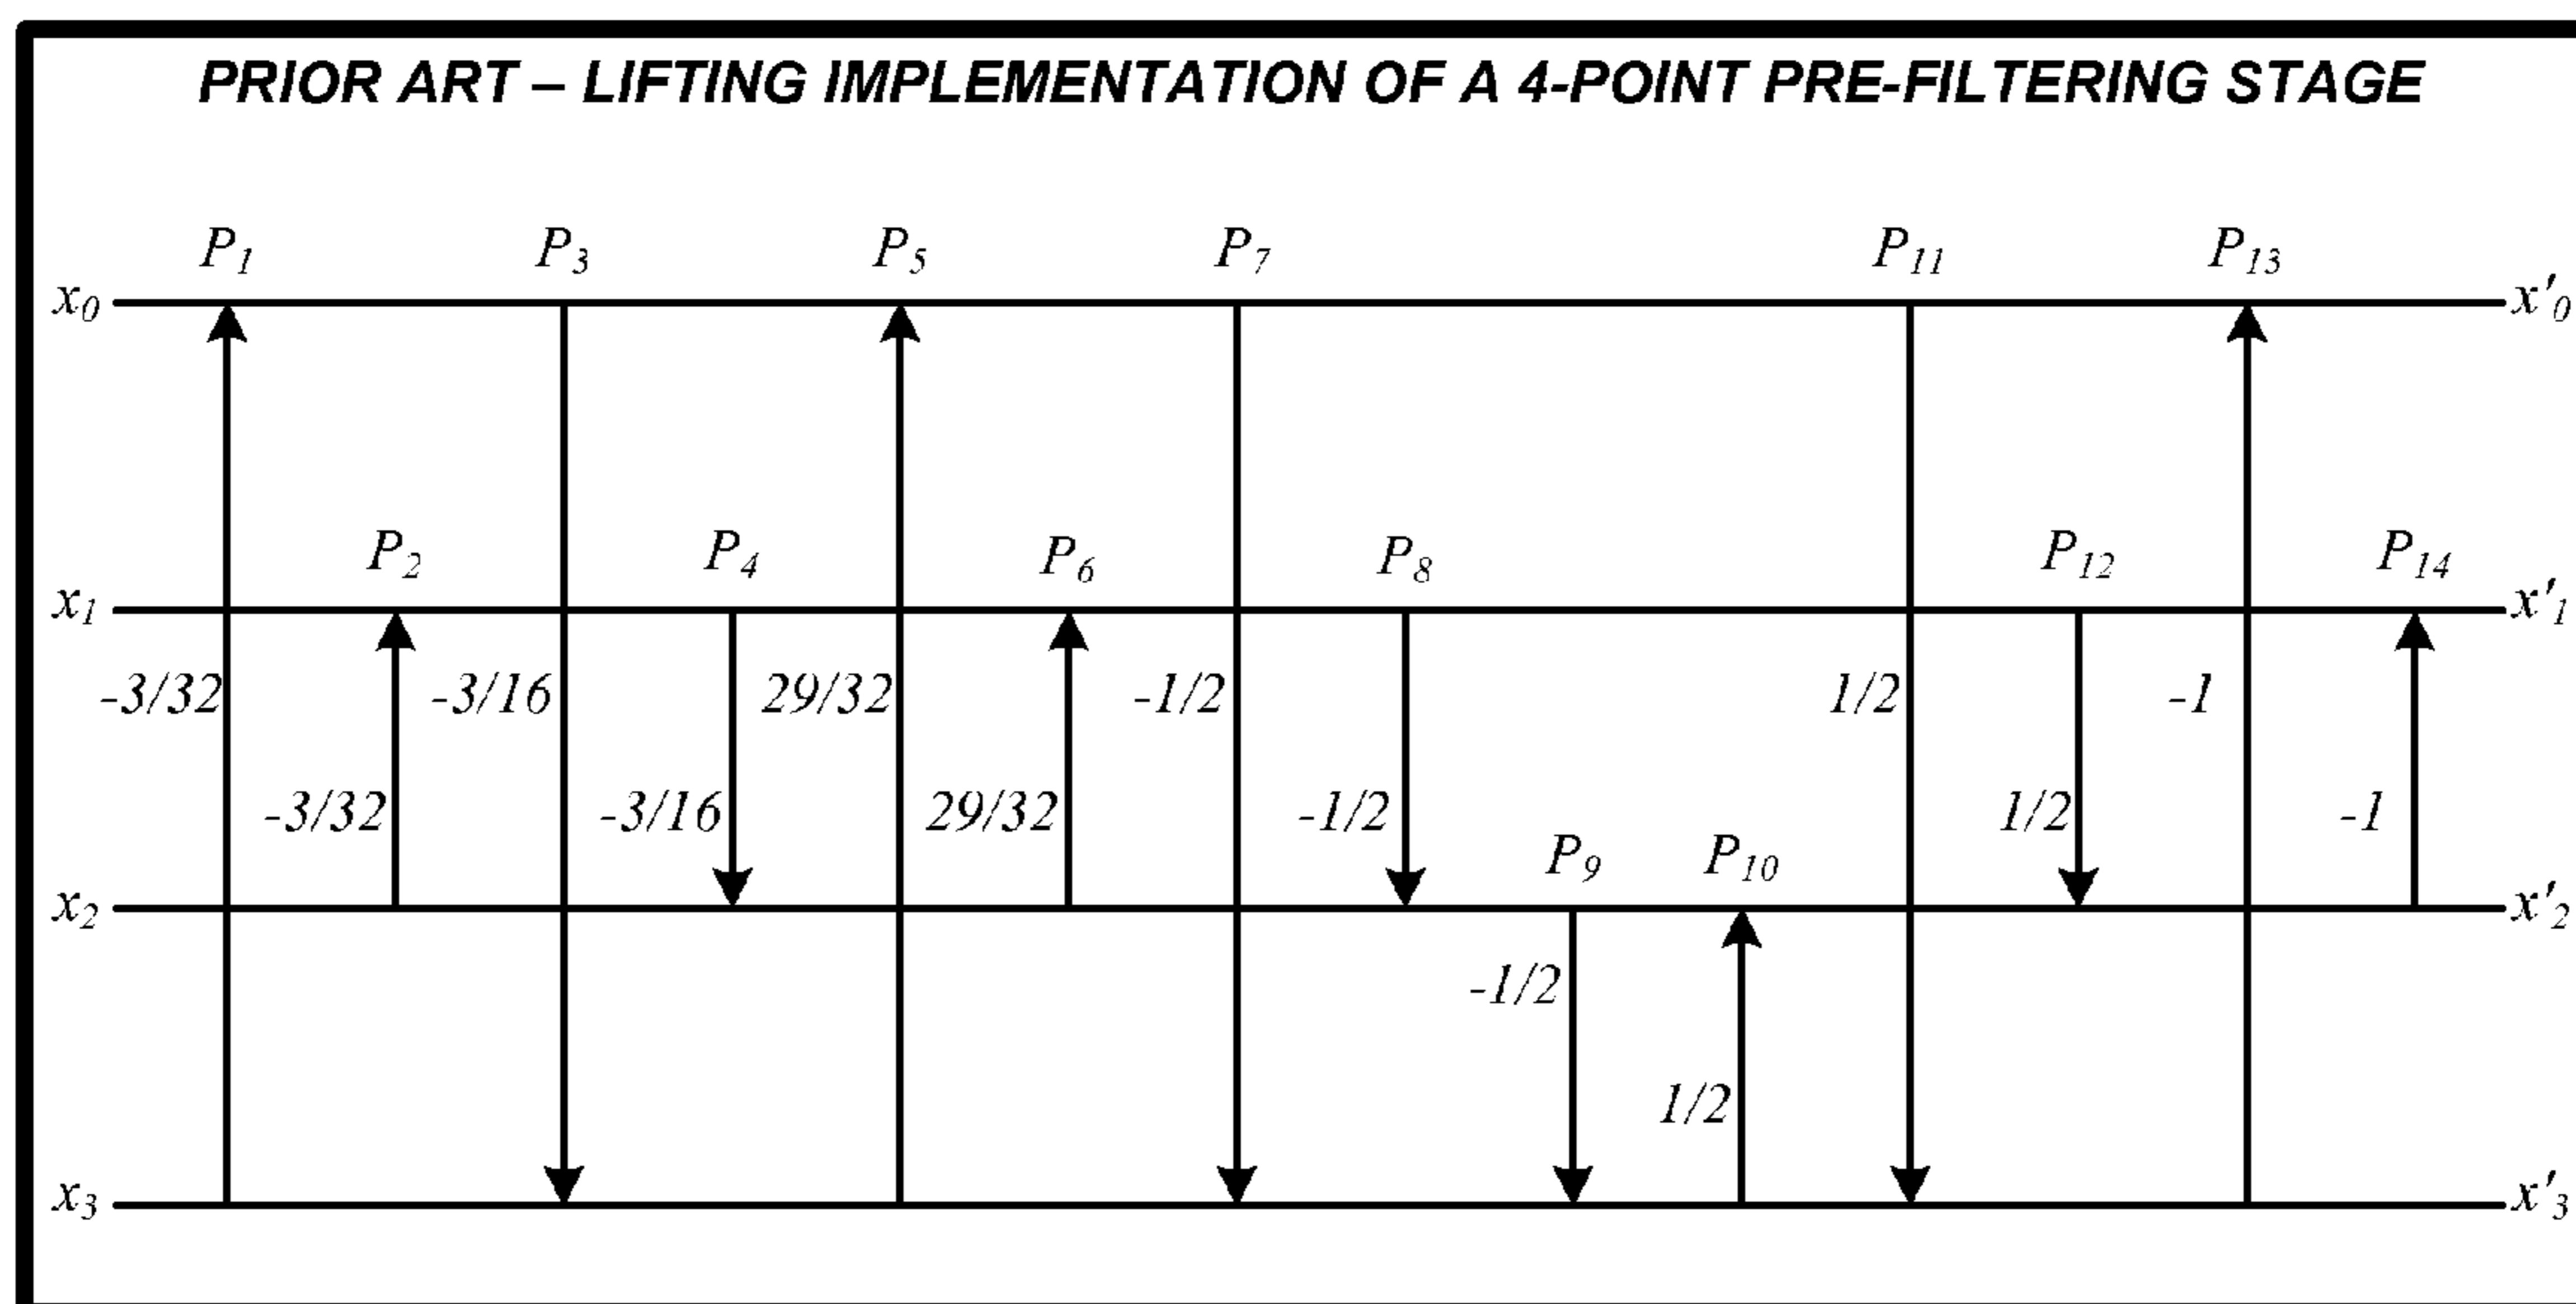 PRIOR ART – LIFTING IMPLEMENTATION OF A 4-POINT PRE-FILTERING STAGE
P1 P3 P5 P7 P11 P13
x0 x'0
P2 P4 P6 P8 P12 P14
x1 x'1
-3/32 -3/16 29/32 -1/2 1/2 -1
-3/32 -3/16 29/32 -1/2 1/2 -1
P9 P10
x2 x'2
-1/2
1/2
x3 x'3